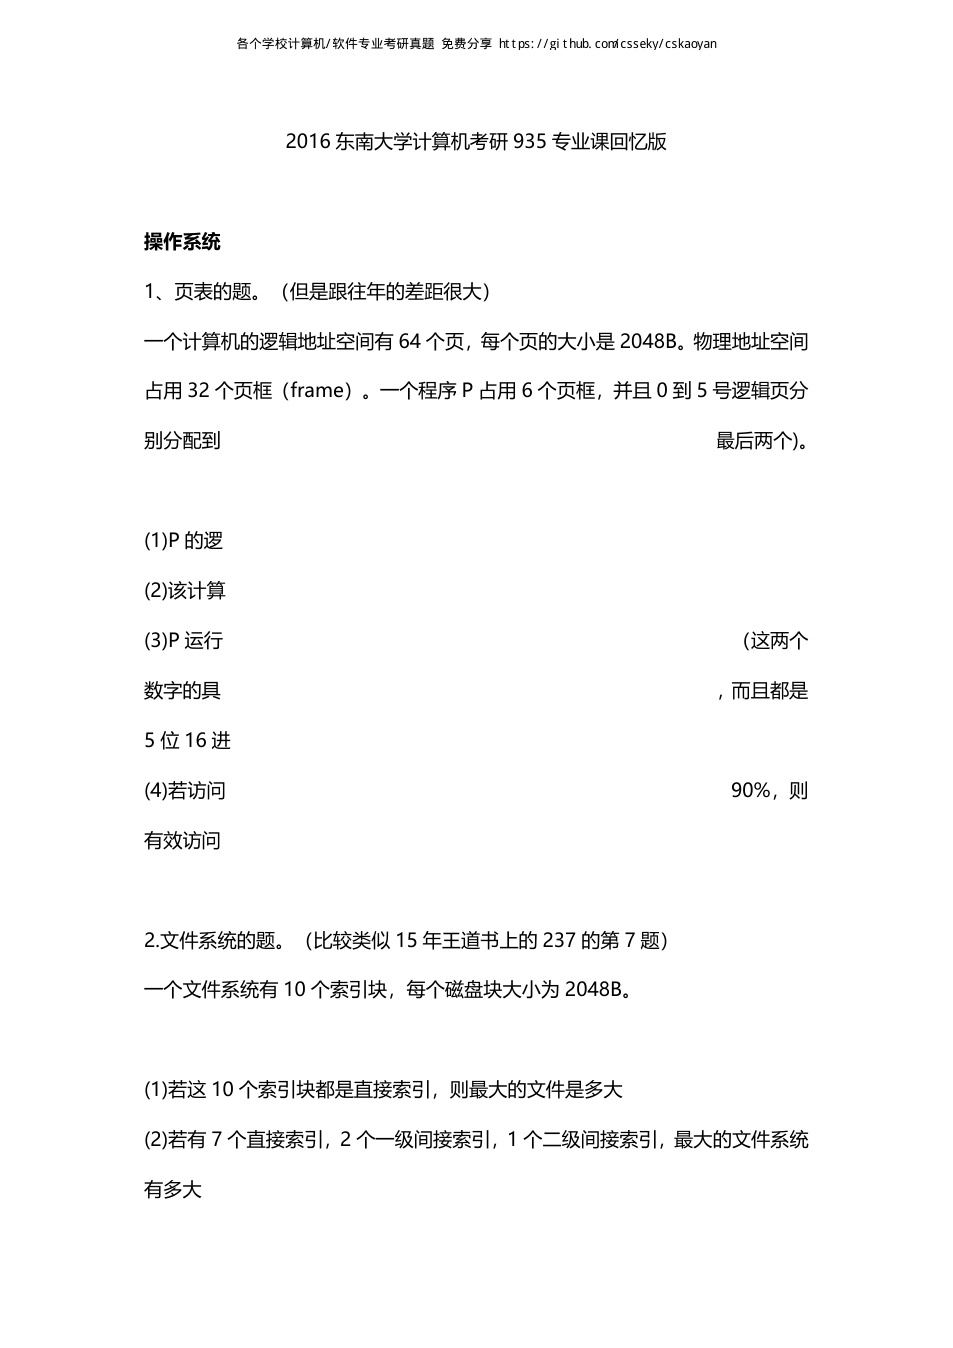 各个学校计算机/软件专业考研真题 免费分享 https://github.com/csseky/cskaoyan
2016 东南大学计算机考研 935 专业课回忆版
操作系统
1、页表的题。（但是跟往年的差距很大）
一个计算机的逻辑地址空间有 64 个页，每个页的大小是 2048B。物理地址空间
占用 32 个页框（frame）。一个程序 P 占用 6 个页框，并且 0 到 5 号逻辑页分
别分配到 最后两个)。
(1)P 的逻
(2)该计算
(3)P 运行 （这两个
数字的具 ，而且都是
5 位 16 进
(4)若访问 90%，则
有效访问
2.文件系统的题。（比较类似 15 年王道书上的 237 的第 7 题）
一个文件系统有 10 个索引块，每个磁盘块大小为 2048B。
(1)若这 10 个索引块都是直接索引，则最大的文件是多大
(2)若有 7 个直接索引，2 个一级间接索引，1 个二级间接索引，最大的文件系统
有多大